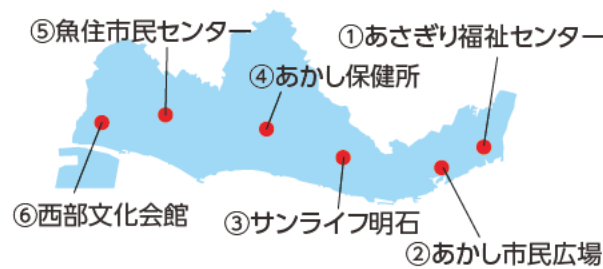 ⑤魚住市民センター
①あさぎり福祉センター
④あかし保健所
⑥西部文化会館
③サンライフ明石
②あかし市民広場